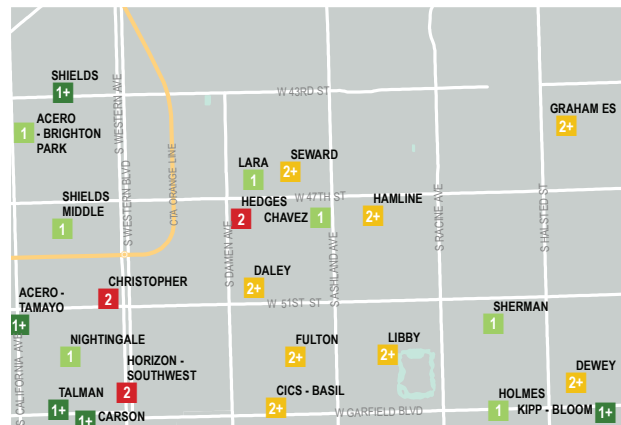 SHIELDS
1+
S WESTERN AVE
W 43RD ST
GRAHAM ES
2+
ACERO
- BRIGHTON
PARK
1
SEWARD
2+
LARA
1
SHIELDS
MIDDLE
1
S WESTERN BLVD
CTA ORANGE LINE
W 47TH ST
HEDGES
2
CHAVEZ
1
HAMLINE
2+
S DAMEN AVE
S ASHLAND AVE
S RACINE AVE
S HALSTED ST
DALEY
2+
CHRISTOPHER
2
W 51ST ST
ACERO -
TAMAYO
1+
SHERMAN
1
S CALIFORNIA AVE
NIGHTINGALE
1
HORIZON -
SOUTHWEST
2
FULTON
2+
LIBBY
2+
DEWEY
2+
TALMAN
1+
CARSON
1+
CICS - BASIL
2+
W GARFIELD BLVD
HOLMES
1
KIPP - BLOOM
1+